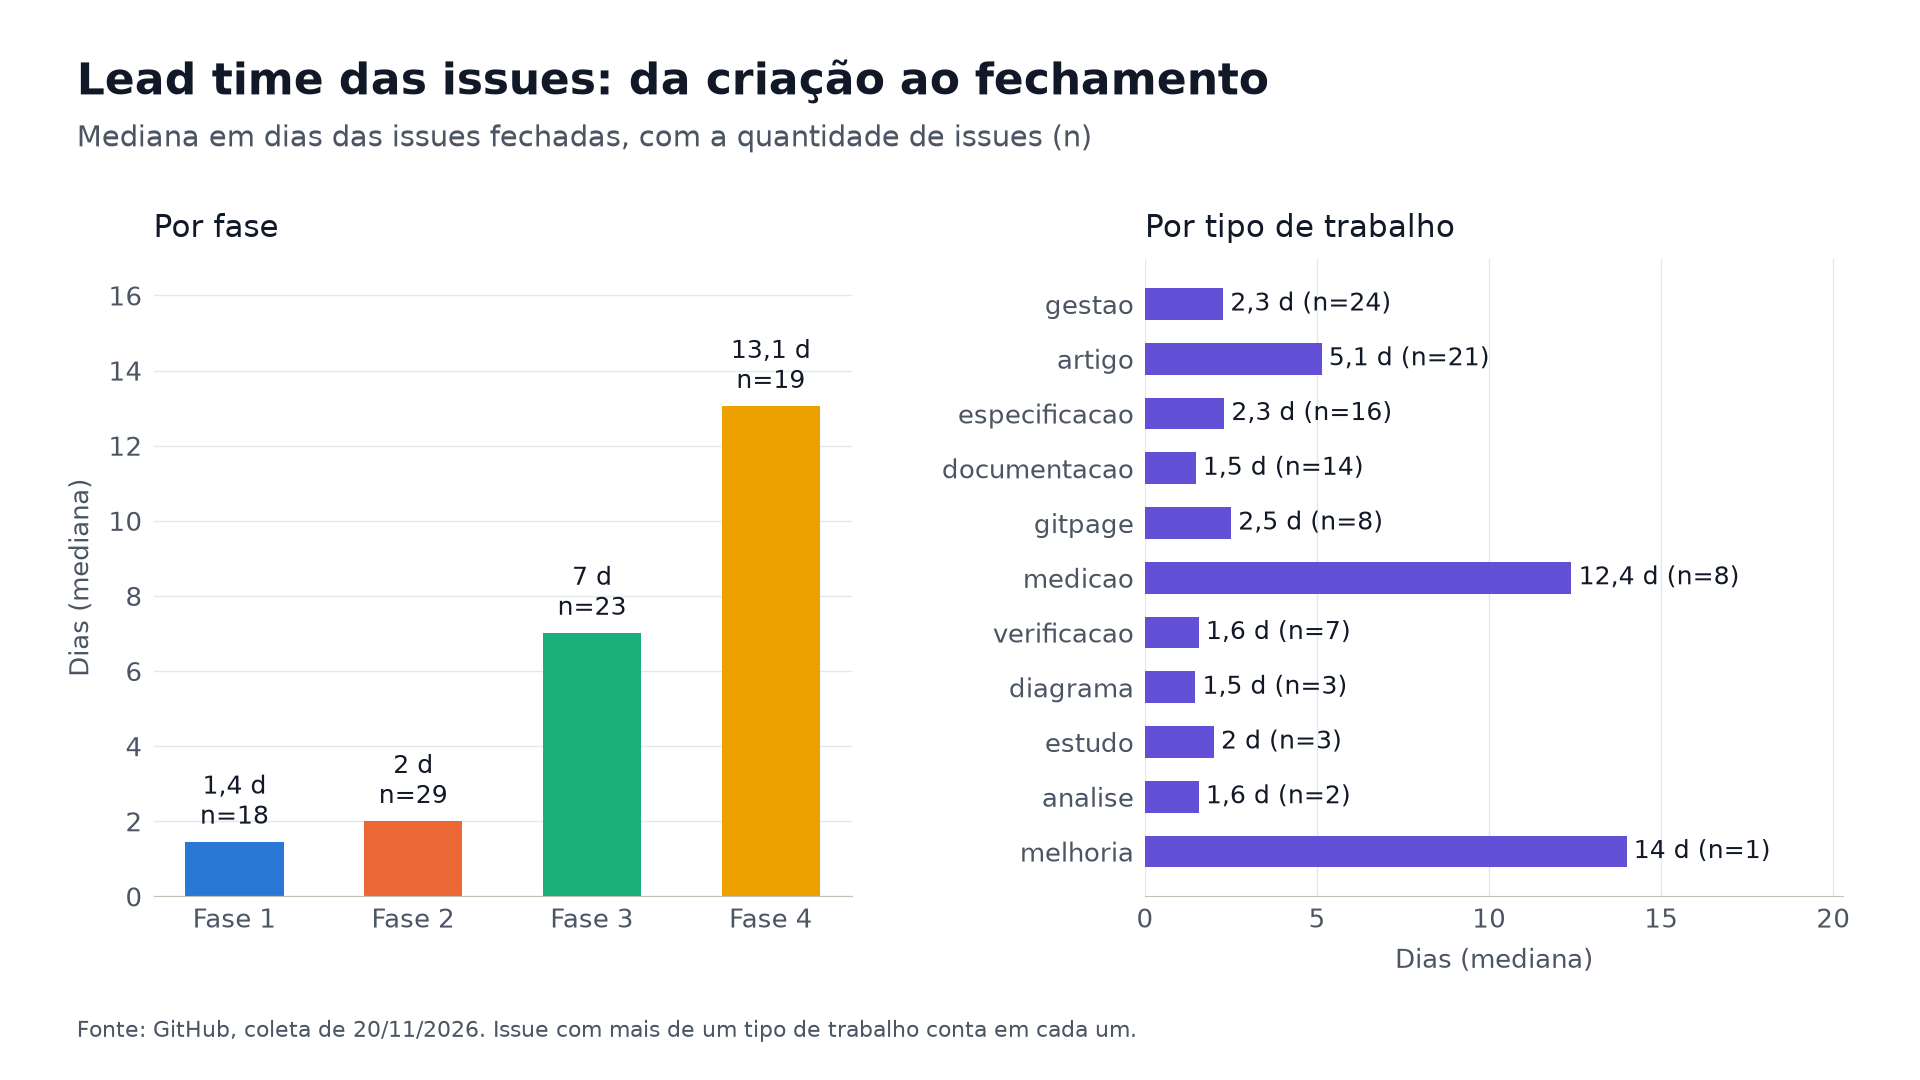 Lead time das issues: da criação ao fechamento
Mediana em dias das issues fechadas, com a quantidade de issues (n)
Por fase
Dias (mediana)
16
14
12
10
8
6
4
2
0
1,4 d
n=18
2 d
n=29
7 d
n=23
13,1 d
n=19
Fase 1
Fase 2
Fase 3
Fase 4
Por tipo de trabalho
gestao 2,3 d (n=24)
artigo 5,1 d (n=21)
especificacao 2,3 d (n=16)
documentacao 1,5 d (n=14)
gitpage 2,5 d (n=8)
medicao 12,4 d (n=8)
verificacao 1,6 d (n=7)
diagrama 1,5 d (n=3)
estudo 2 d (n=3)
analise 1,6 d (n=2)
melhoria 14 d (n=1)
0 5 10 15 20
Dias (mediana)
Fonte: GitHub, coleta de 20/11/2026. Issue com mais de um tipo de trabalho conta em cada um.